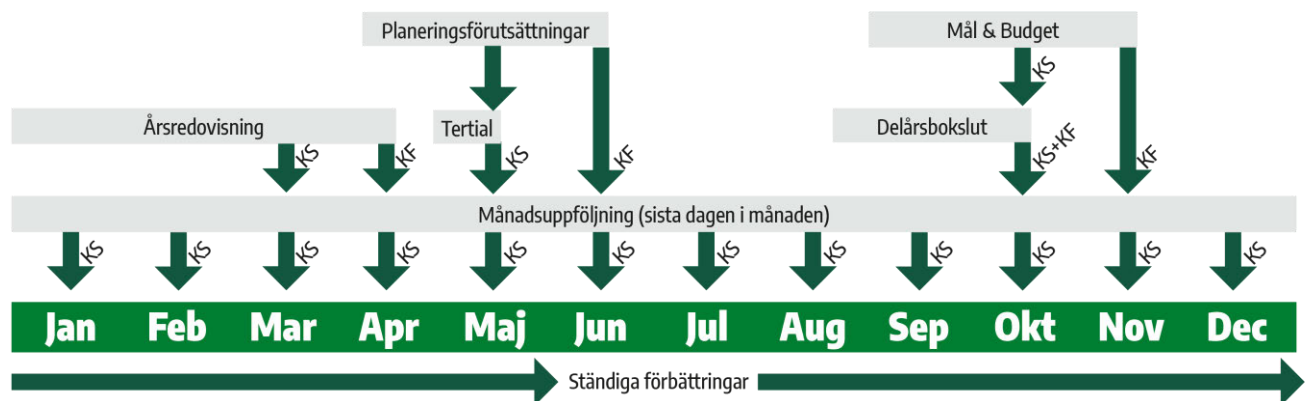 Planeringsförutsättningar
Mål & Budget
KS
Årsredovisning
Tertial
Delårsbokslut
KS
KF
KS
KF
KS+KF
KF
Månadsuppföljning (sista dagen i månaden)
KS
KS
KS
KS
KS
KS
KS
KS
KS
KS
KS
KS
Jan Feb Mar Apr Maj Jun Jul Aug Sep Okt Nov Dec
Ständiga förbättringar